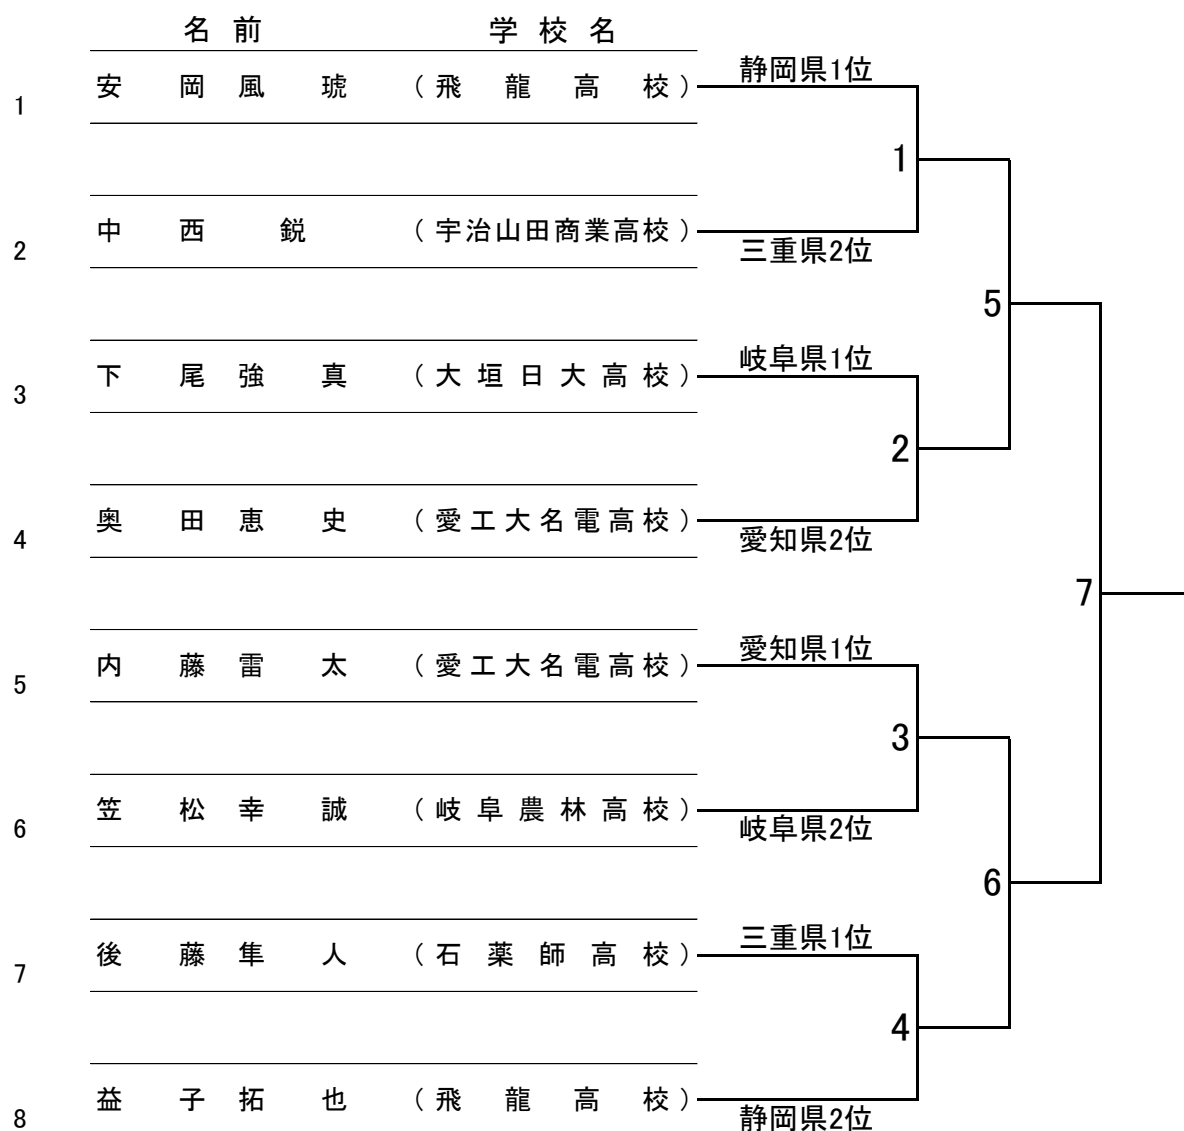 名前 学校名
静岡県1位
1 安岡風琥 (飛龍高校)
1
2 中西鋭 (宇治山田商業高校)
三重県2位
5
岐阜県1位
3 下尾強真 (大垣日大高校)
2
4 奥田恵史 (愛工大名電高校)
愛知県2位
7
愛知県1位
5 内藤雷太 (愛工大名電高校)
3
6 笠松幸誠 (岐阜農林高校)
岐阜県2位
6
三重県1位
7 後藤隼人 (石薬師高校)
4
8 益子拓也 (飛龍高校)
静岡県2位